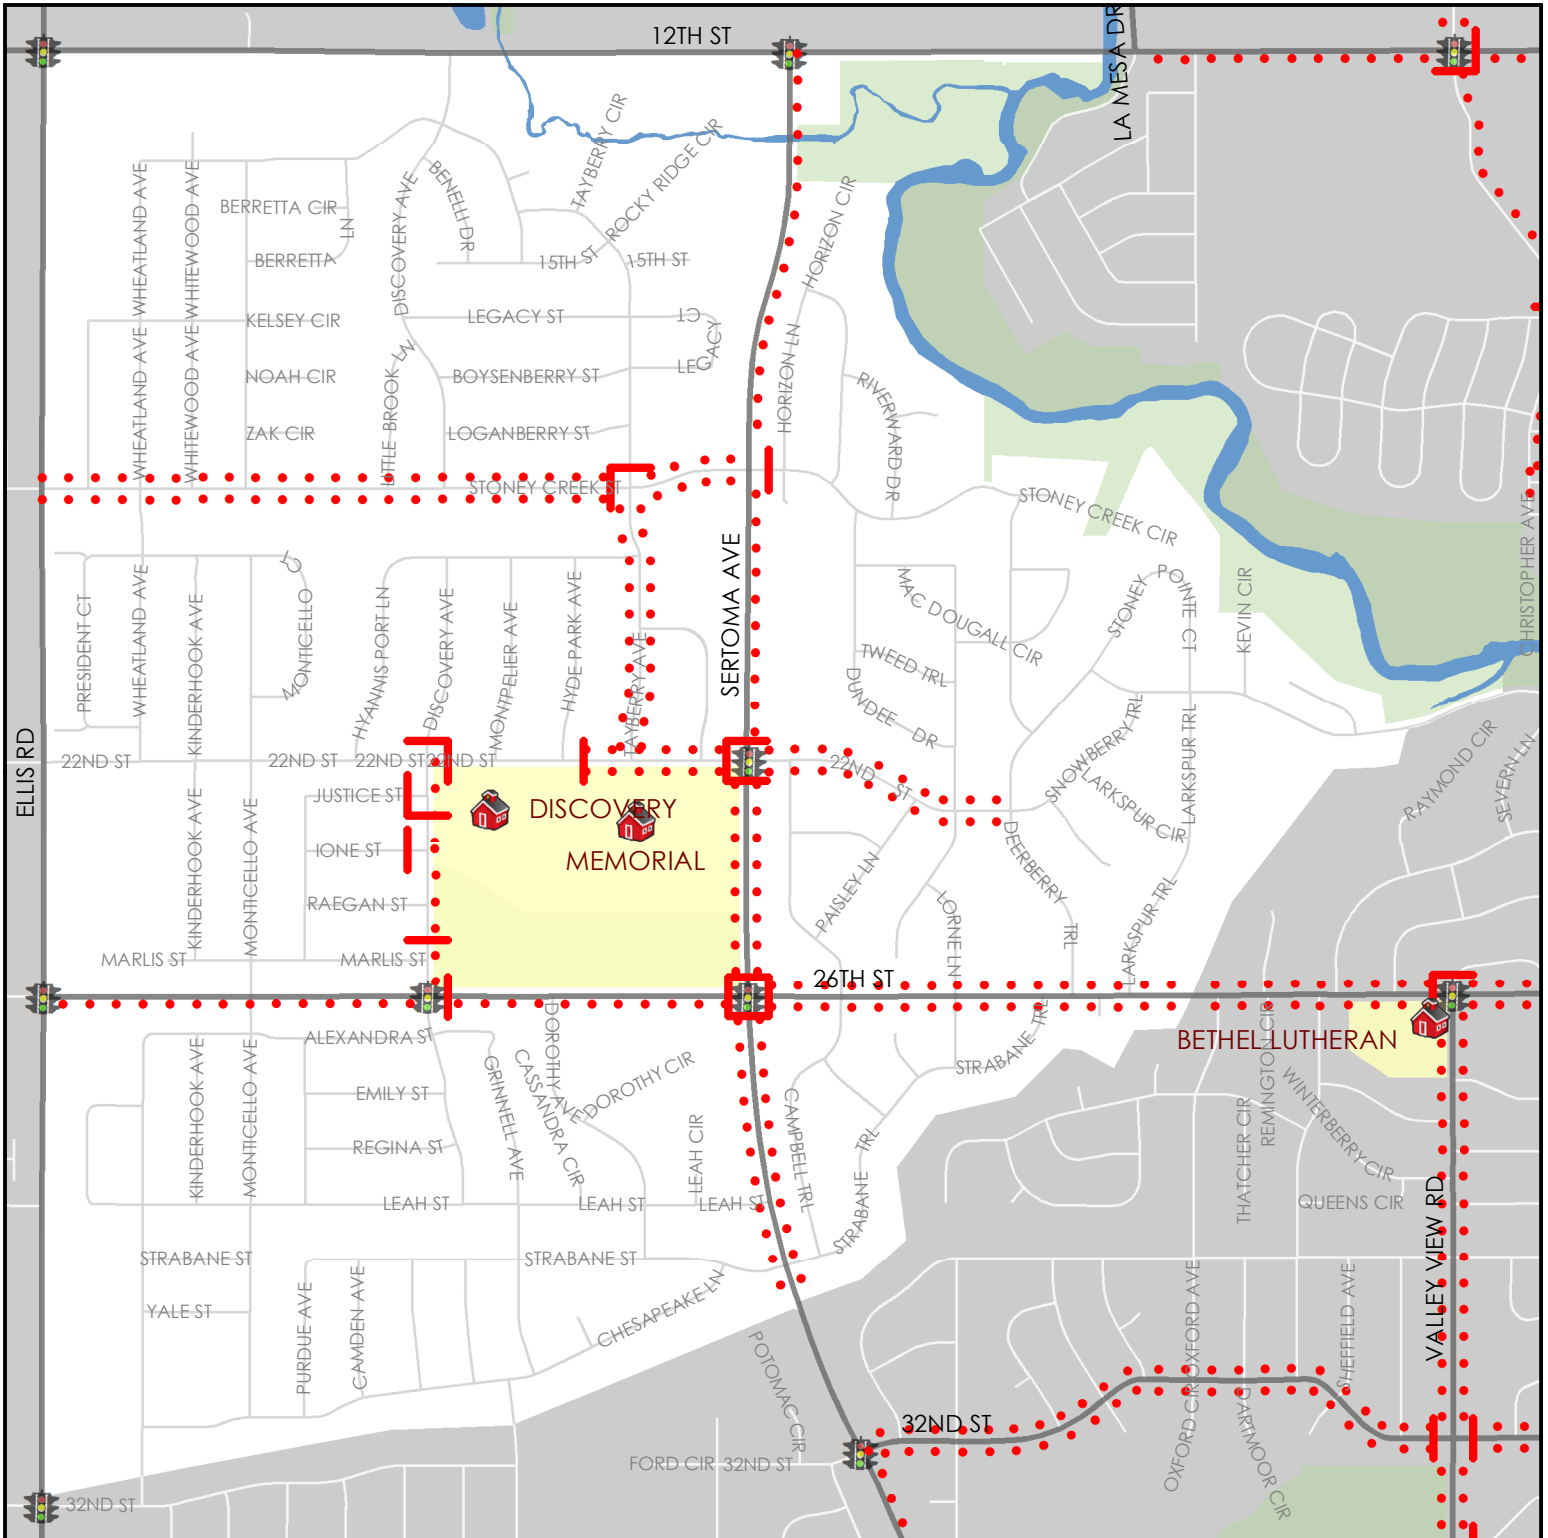 12TH ST
LA MESA DR
TAYBERRY CIR
ROCKY RIDGE CIR
BENELLI DR
WHEATLAND AVE
WHITEWOOD AVE
BERRETTA CIR
LN
DISCOVERY AVE
HORIZON CIR
BERRETTA
15TH ST
15TH ST
WHEATLAND AVE
WHITEWOOD AVE
KELSEY CIR
LEGACY ST
CT
LEGACY
HORIZON LN
NOAH CIR
LITTLE BROOK LN
BOYSENBERRY ST
RIVERWARD DR
ZAK CIR
LOGANBERRY ST
STONEY CREEK ST
STONEY CREEK CIR
CHRISTOPHER AVE
SERTOMA AVE
CT
MONTICELLO
PRESIDENT CT
WHEATLAND AVE
KINDERHOOK AVE
HYANNIS PORT LN
DISCOVERY AVE
MONTPELIER AVE
HYDE PARK AVE
TAYBERRY AVE
MAC DOUGALL CIR
STONEY
POINTE CT
KEVIN CIR
TWEED TRL
DUNDEE DR
ELLIS RD
22ND ST
22ND ST
22ND ST
22ND ST
22ND ST
SNOWBERRY TRL
LARKSPUR TRL
LARKSPUR CIR
RAYMOND CIR
SEVERN LN
JUSTICE ST
DISCOVERY
MEMORIAL
KINDERHOOK AVE
MONTICELLO AVE
IONE ST
RAEGAN ST
PAISLEY LN
LORNE LN
DEERBERRY TRL
LARKSPUR TRL
MARLIS ST
MARLIS ST
26TH ST
ALEXANDRA ST
DOROTHY AVE
DOROTHY CIR
CASSANDRA CIR
GRINNELL AVE
STRABANE TRL
BETHEL LUTHERAN
REMINGTON CIR
WINTERBERRY CIR
THATCHER CIR
KINDERHOOK AVE
MONTICELLO AVE
EMILY ST
REGINA ST
LEAH CIR
CAMPBELL TRL
STRABANE TRL
QUEENS CIR
LEAH ST
LEAH ST
LEAH ST
VALLEY VIEW RD
STRABANE ST
STRABANE ST
YALE ST
PURDUE AVE
CAMDEN AVE
CHESAPEAKE LN
POTOMAC CIR
OXFORD AVE
OXFORD CIR
SHEFFIELD AVE
DARTMOOR CIR
32ND ST
FORD CIR
32ND ST
32ND ST